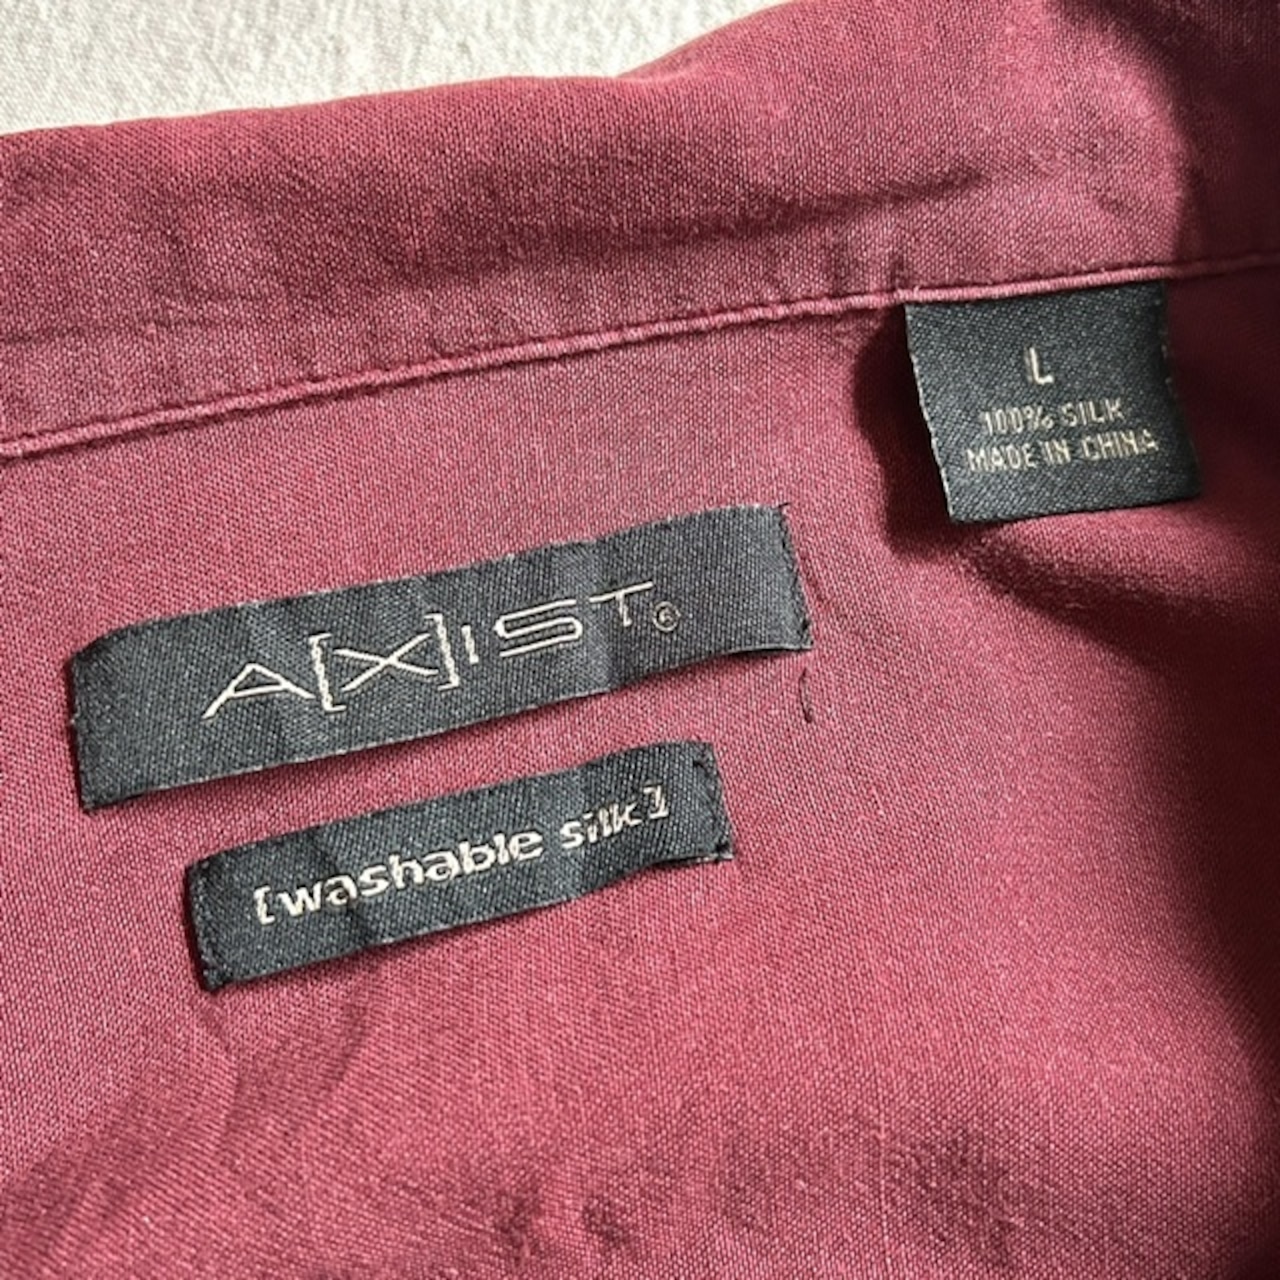 L
100% SILK
MADE IN CHINA
A[X]IST®
[washable silk]